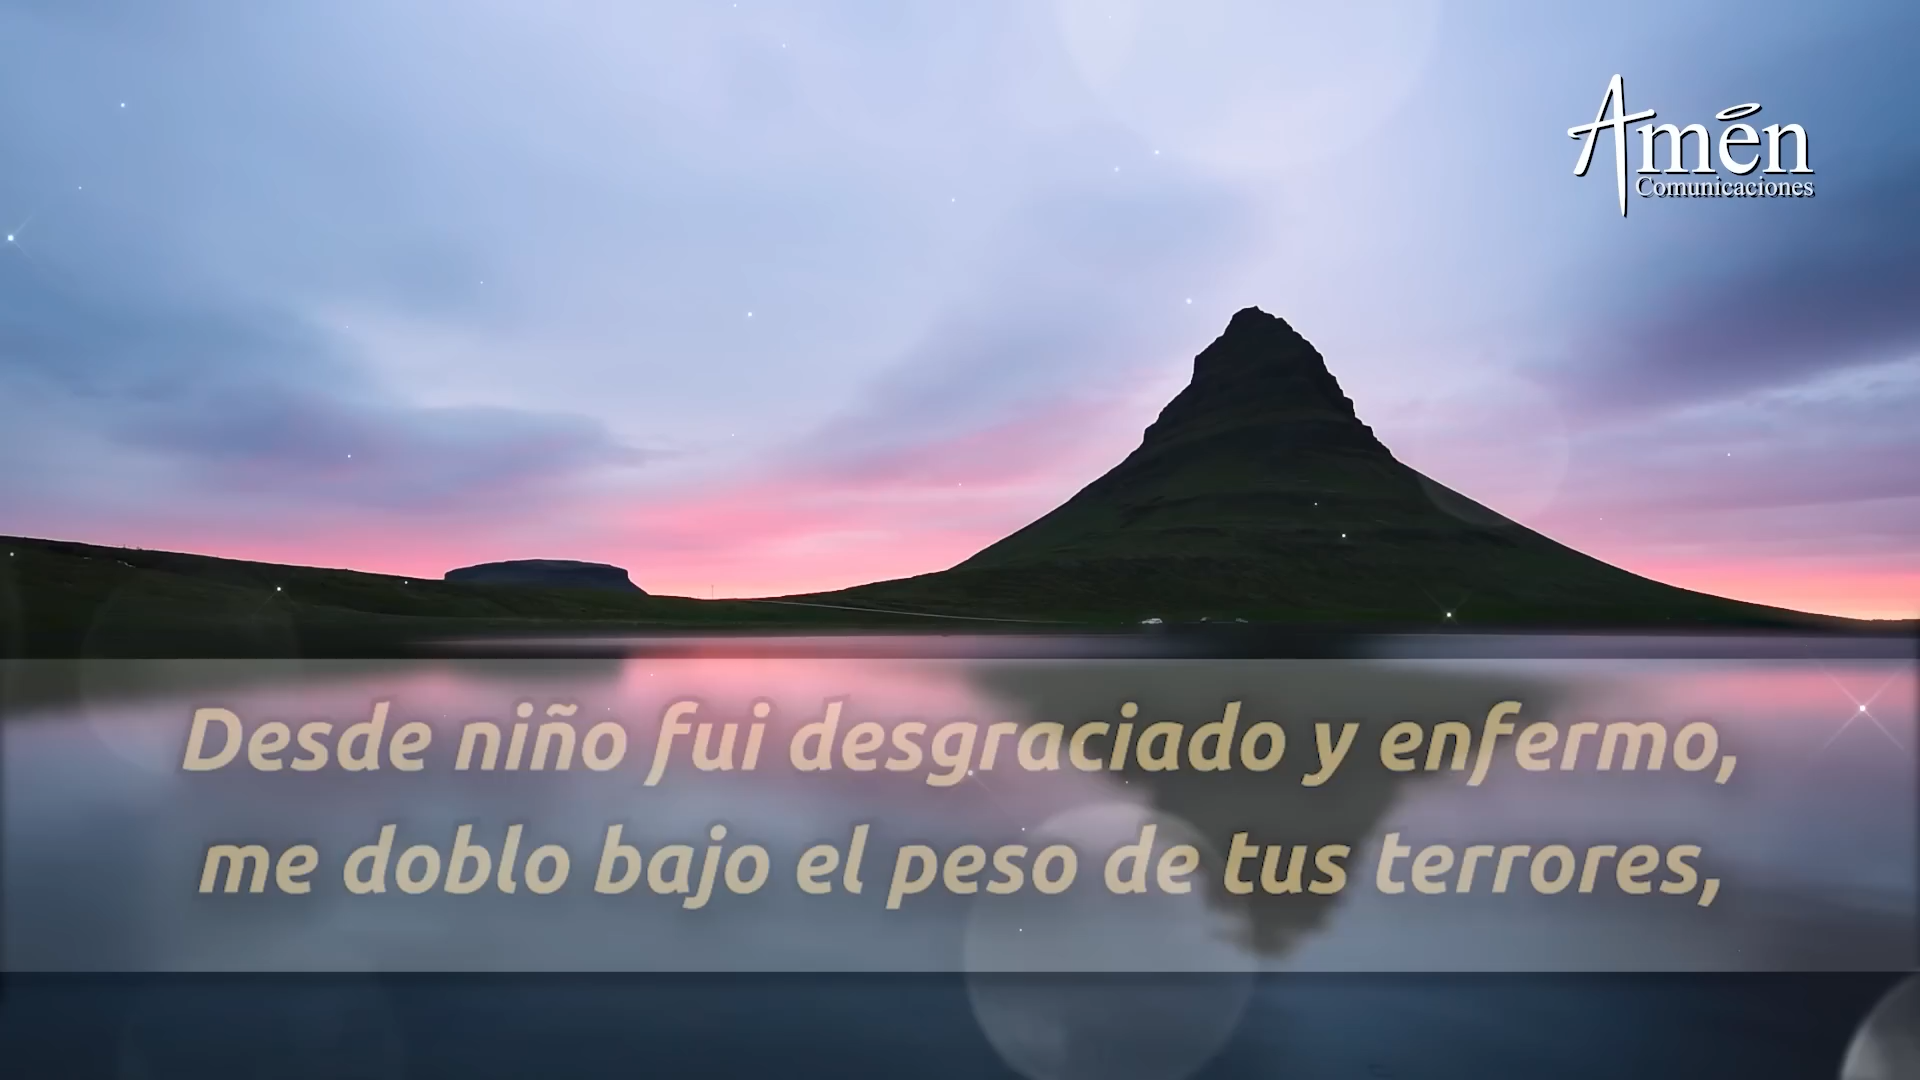 Amén
Comunicaciones
Desde niño fui desgraciado y enfermo,
me doblo bajo el peso de tus terrores,